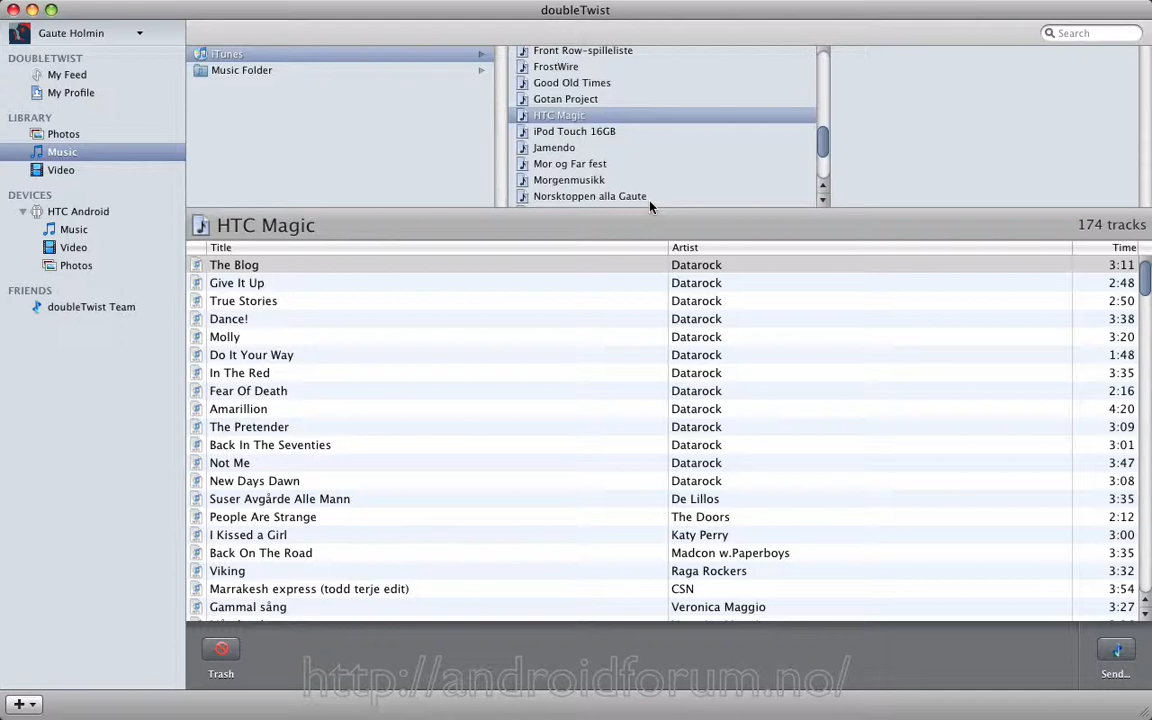 doubleTwist
Gaute Holmin
Search
DOUBLETWIST
My Feed
My Profile
LIBRARY
Photos
Music
Video
DEVICES
HTC Android
Music
Video
Photos
FRIENDS
doubleTwist Team
iTunes
Music Folder
Front Row-spilleliste
FrostWire
Good Old Times
Gotan Project
HTC Magic
iPod Touch 16GB
Jamendo
Mor og Far fest
Morgenmusikk
Norsktoppen alla Gaute
HTC Magic 174 tracks
Title Artist Time
The Blog Datarock 3:11
Give It Up Datarock 2:48
True Stories Datarock 2:50
Dance! Datarock 3:38
Molly Datarock 3:20
Do It Your Way Datarock 1:48
In The Red Datarock 3:35
Fear Of Death Datarock 2:16
Amarillion Datarock 4:20
The Pretender Datarock 3:09
Back In The Seventies Datarock 3:01
Not Me Datarock 3:47
New Days Dawn Datarock 3:08
Suser Avgårde Alle Mann De Lillos 3:35
People Are Strange The Doors 2:12
I Kissed a Girl Katy Perry 3:00
Back On The Road Madcon w.Paperboys 3:35
Viking Raga Rockers 3:32
Marrakesh express (todd terje edit) CSN 3:54
Gammal sång Veronica Maggio 3:27
Trash
http://androidforum.no/
Send...